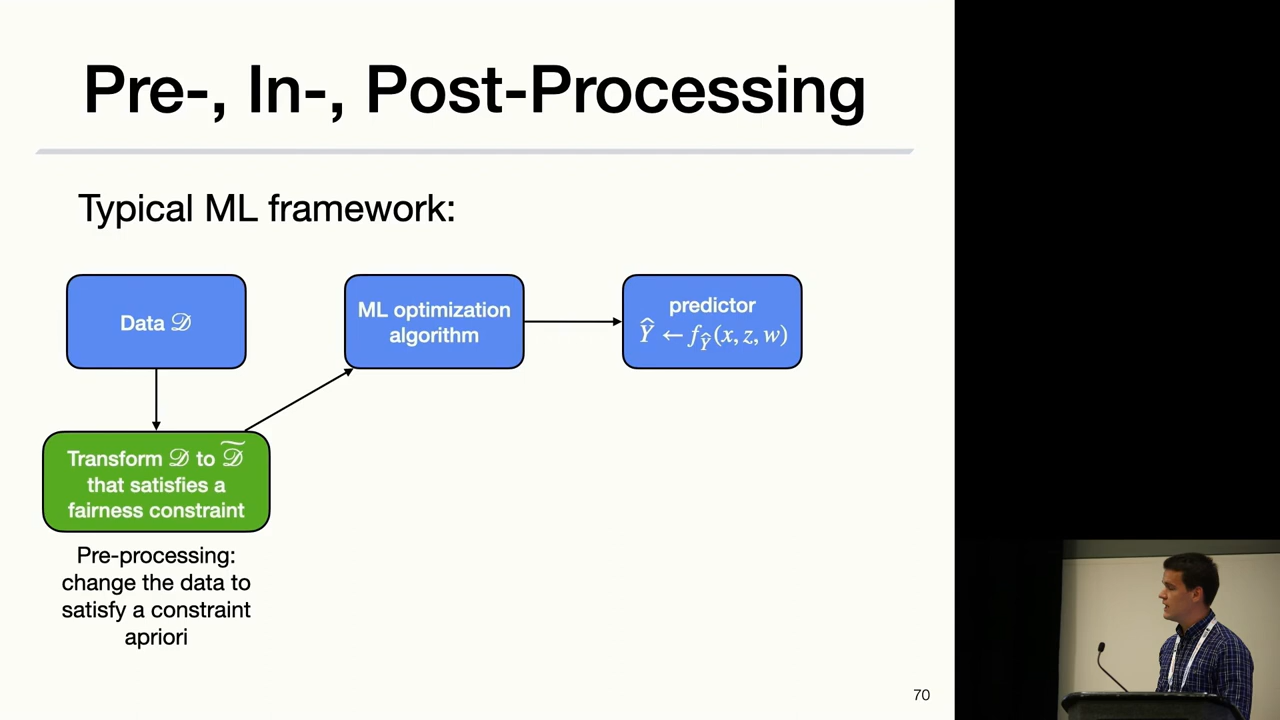 Pre-, In-, Post-Processing
Typical ML framework:
Data 𝒟
ML optimization
algorithm
predictor
Ŷ ← f_Ŷ(x, z, w)
Transform 𝒟 to 𝒟̃
that satisfies a
fairness constraint
Pre-processing:
change the data to
satisfy a constraint
apriori
70